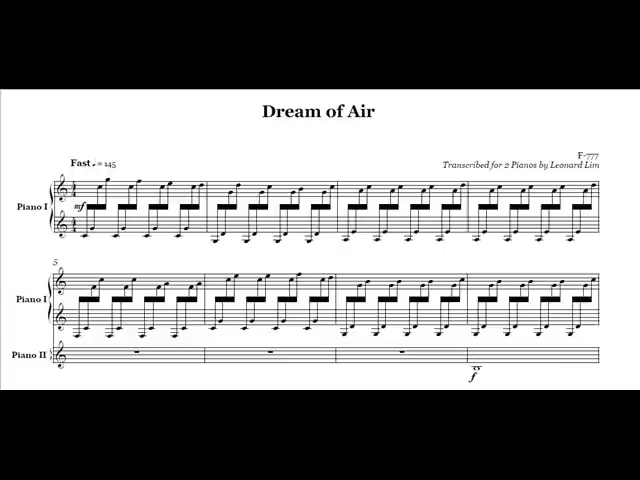 Dream of Air
F-777
Transcribed for 2 Pianos by Leonard Lim
Fast ♩ = 145
Piano I
mf
5
Piano I
Piano II
f